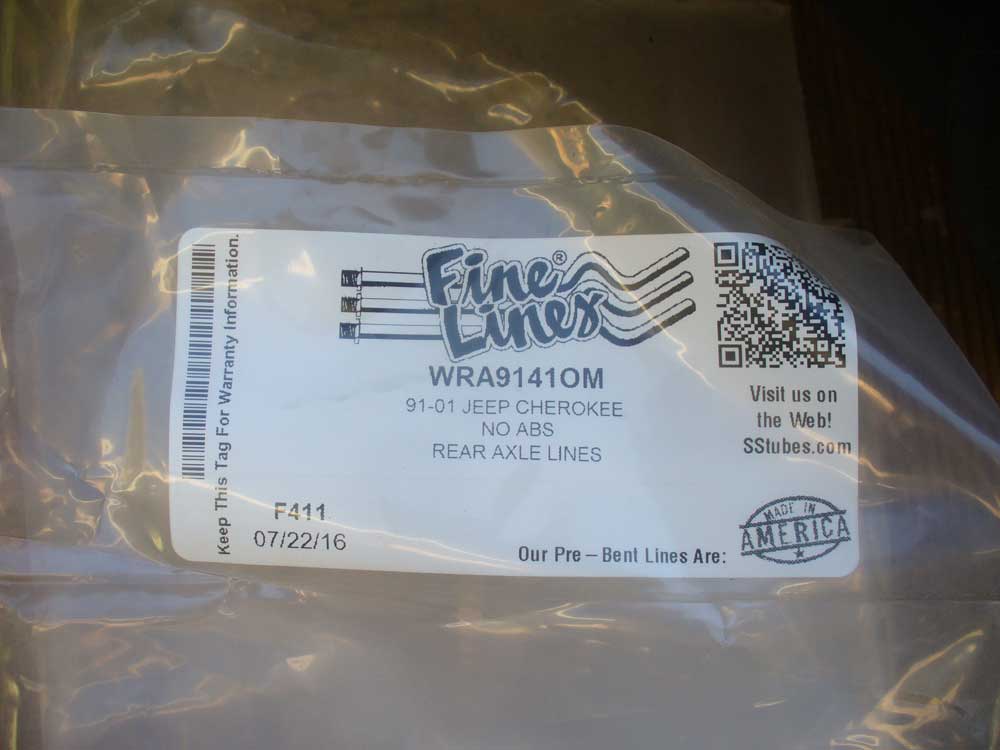 Keep This Tag For Warranty Information.
Fine®
Lines
WRA9141OM
91-01 JEEP CHEROKEE
NO ABS
REAR AXLE LINES
Visit us on
the Web!
SStubes.com
F411
07/22/16
Our Pre – Bent Lines Are:
MADE IN
AMERICA